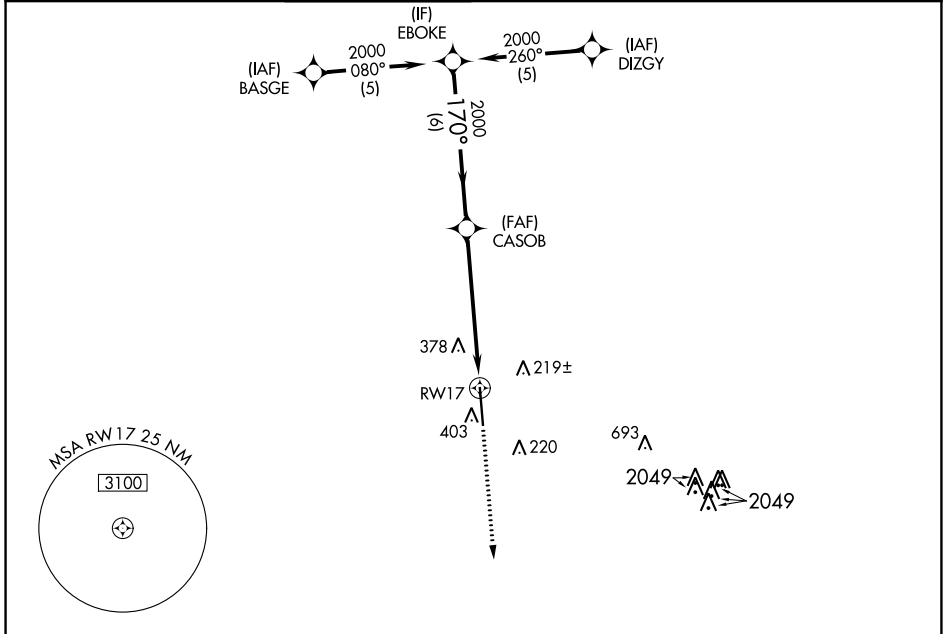 (IF)
EBOKE
(IAF)
BASGE
2000
080°
(5)
2000
260°
(5)
(IAF)
DIZGY
2000
170°
(6)
(FAF)
CASOB
378
219±
RW17
403
220
693
2049
2049
MSA RW17 25 NM
3100